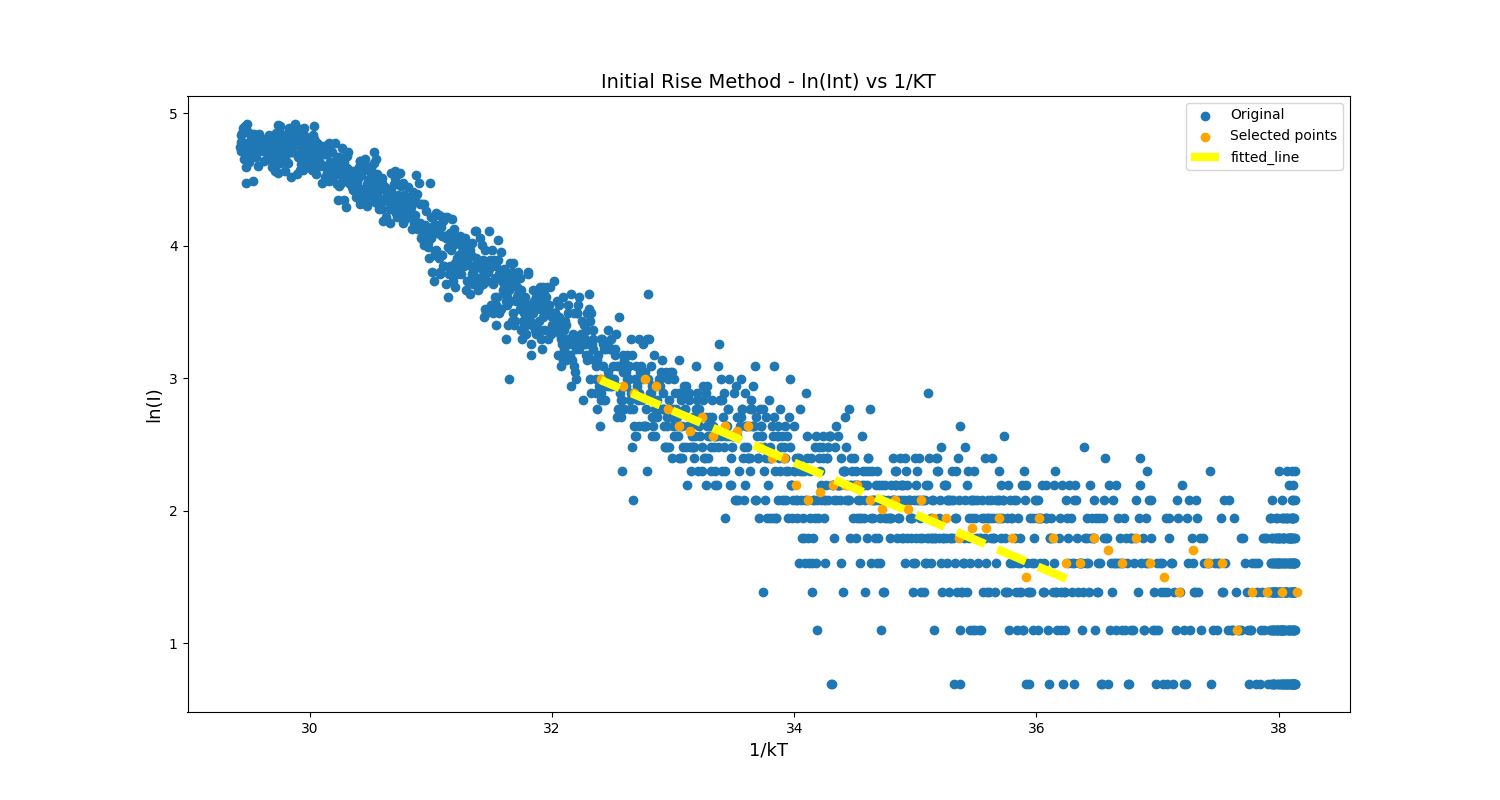 Initial Rise Method - ln(Int) vs 1/KT
Original
Selected points
fitted_line
ln(I)
5
4
3
2
1
30 32 34 36 38
1/kT